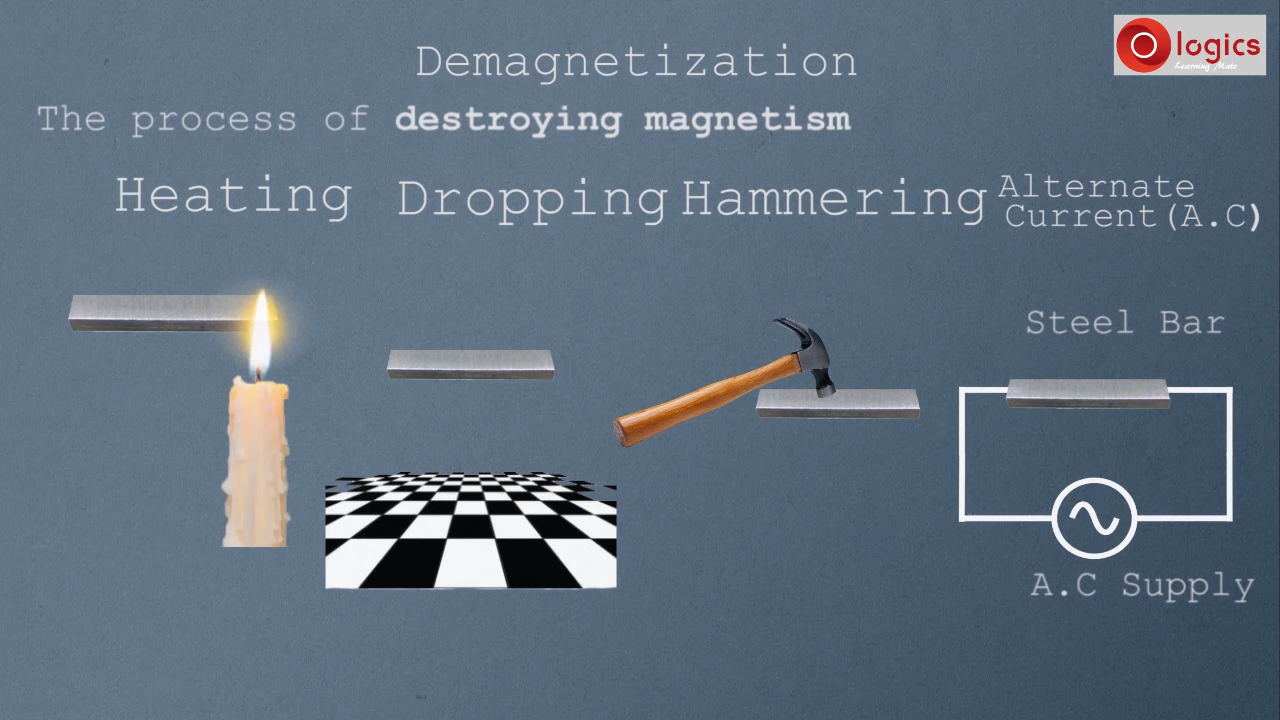 Demagnetization
The process of destroying magnetism
Heating
Dropping
Hammering
Alternate
Current(A.C)
Steel Bar
A.C Supply
logics
Learning Mate